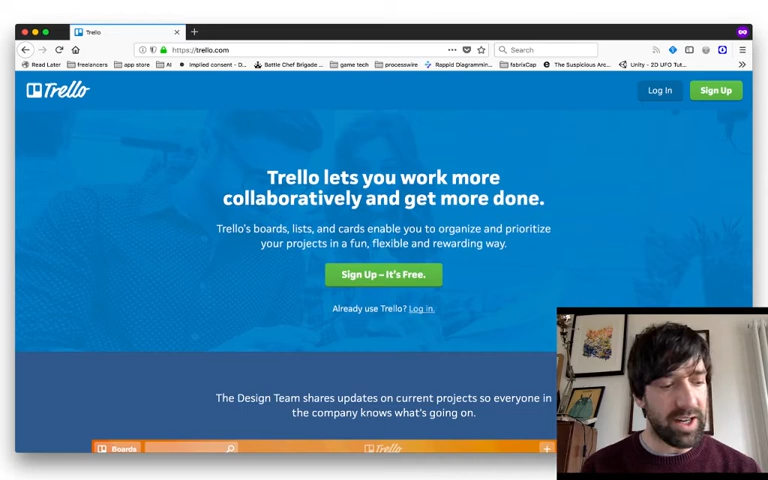 Trello
https://trello.com
Search
Read Later
freelancers
app store
AI
Implied consent - D...
Battle Chef Brigade ...
game tech
processwire
Rappid Diagramming...
fabrixCap
The Suspicious Arc...
Unity - 2D UFO Tut...
Trello
Log In
Sign Up
Trello lets you work more
collaboratively and get more done.
Trello's boards, lists, and cards enable you to organize and prioritize
your projects in a fun, flexible and rewarding way.
Sign Up – It's Free.
Already use Trello? Log in.
The Design Team shares updates on current projects so everyone in
the company knows what's going on.
Boards
Trello